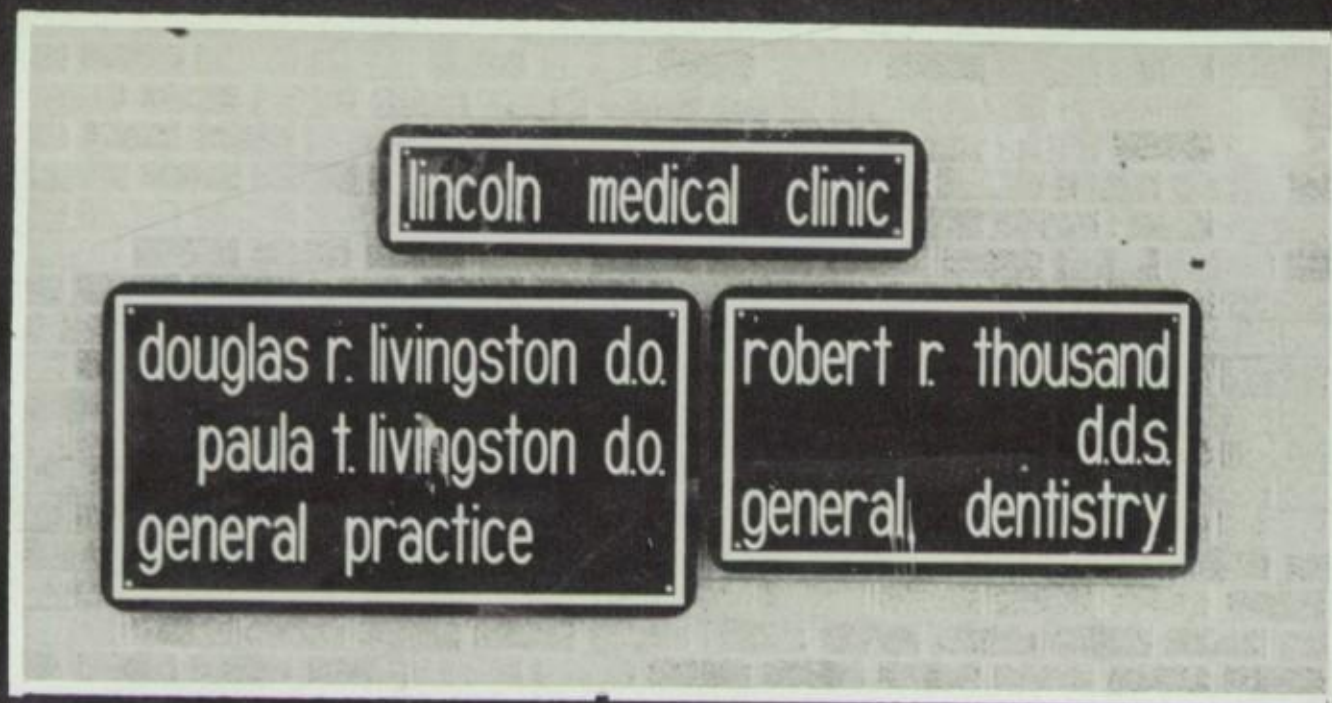 lincoln medical clinic
douglas r. livingston d.o.
paula t. livingston d.o.
general practice
robert r. thousand
d.d.s.
general dentistry